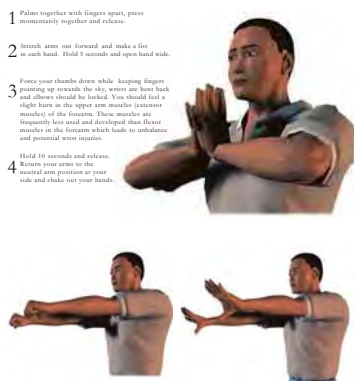 1 Palms together with fingers apart, press
momentarily together and release.
2 Stretch arms out forward and make a fist
in each hand. Hold 5 seconds and open hand wide.
3 Force your thumbs down while keeping fingers
pointing up towards the sky, wrists are bent back
and elbows should be locked. You should feel a
slight burn in the upper arm muscles (extensor
muscles) of the forearm. These muscles are
frequently less used and developed than flexor
muscles in the forearm which leads to unbalance
and potential wrist injuries.
4 Hold 10 seconds and release.
Return your arms to the
neutral arm position at your
side and shake out your hands.